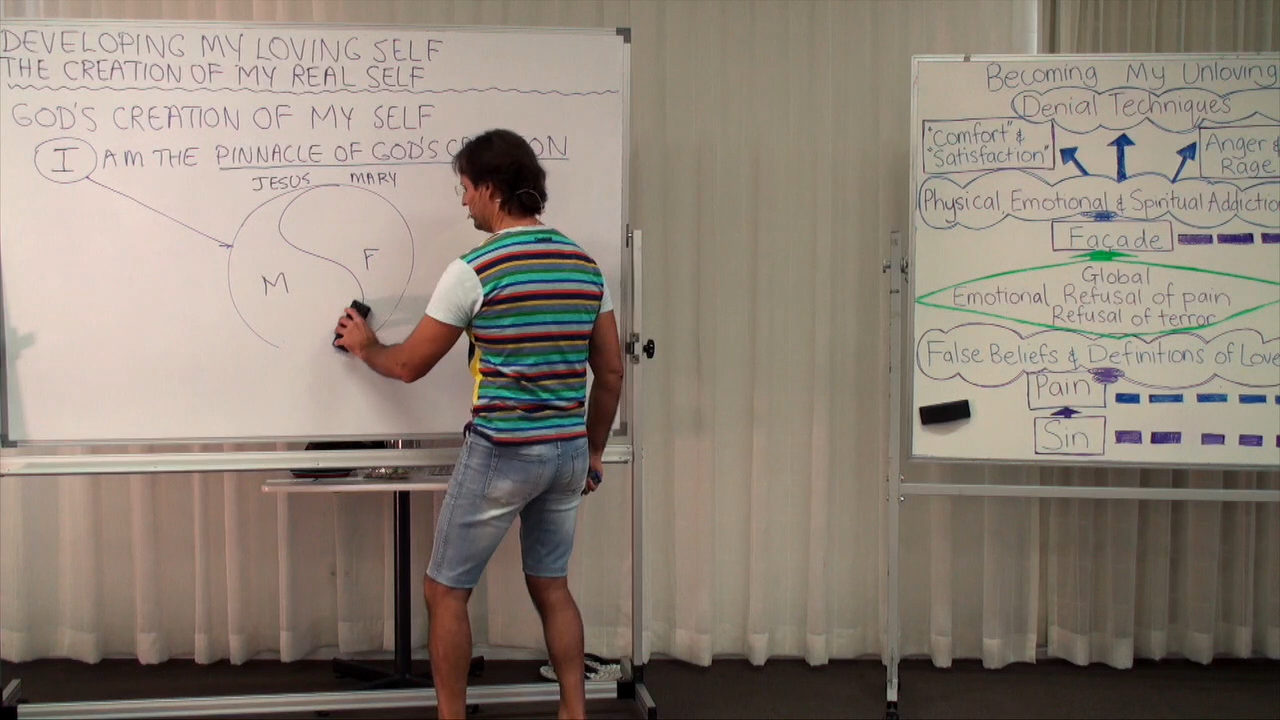 DEVELOPING MY LOVING SELF
THE CREATION OF MY REAL SELF
GOD'S CREATION OF MY SELF
I AM THE PINNACLE OF GOD'S ON
JESUS MARY
M F
Becoming My Unloving
Denial Techniques
"Comfort" &
"Satisfaction"
Anger &
Rage
Physical, Emotional & Spiritual
Façade
Global
Emotional Refusal of pain
Refusal of terror
False Beliefs & Definitions of Love
Pain
Sin